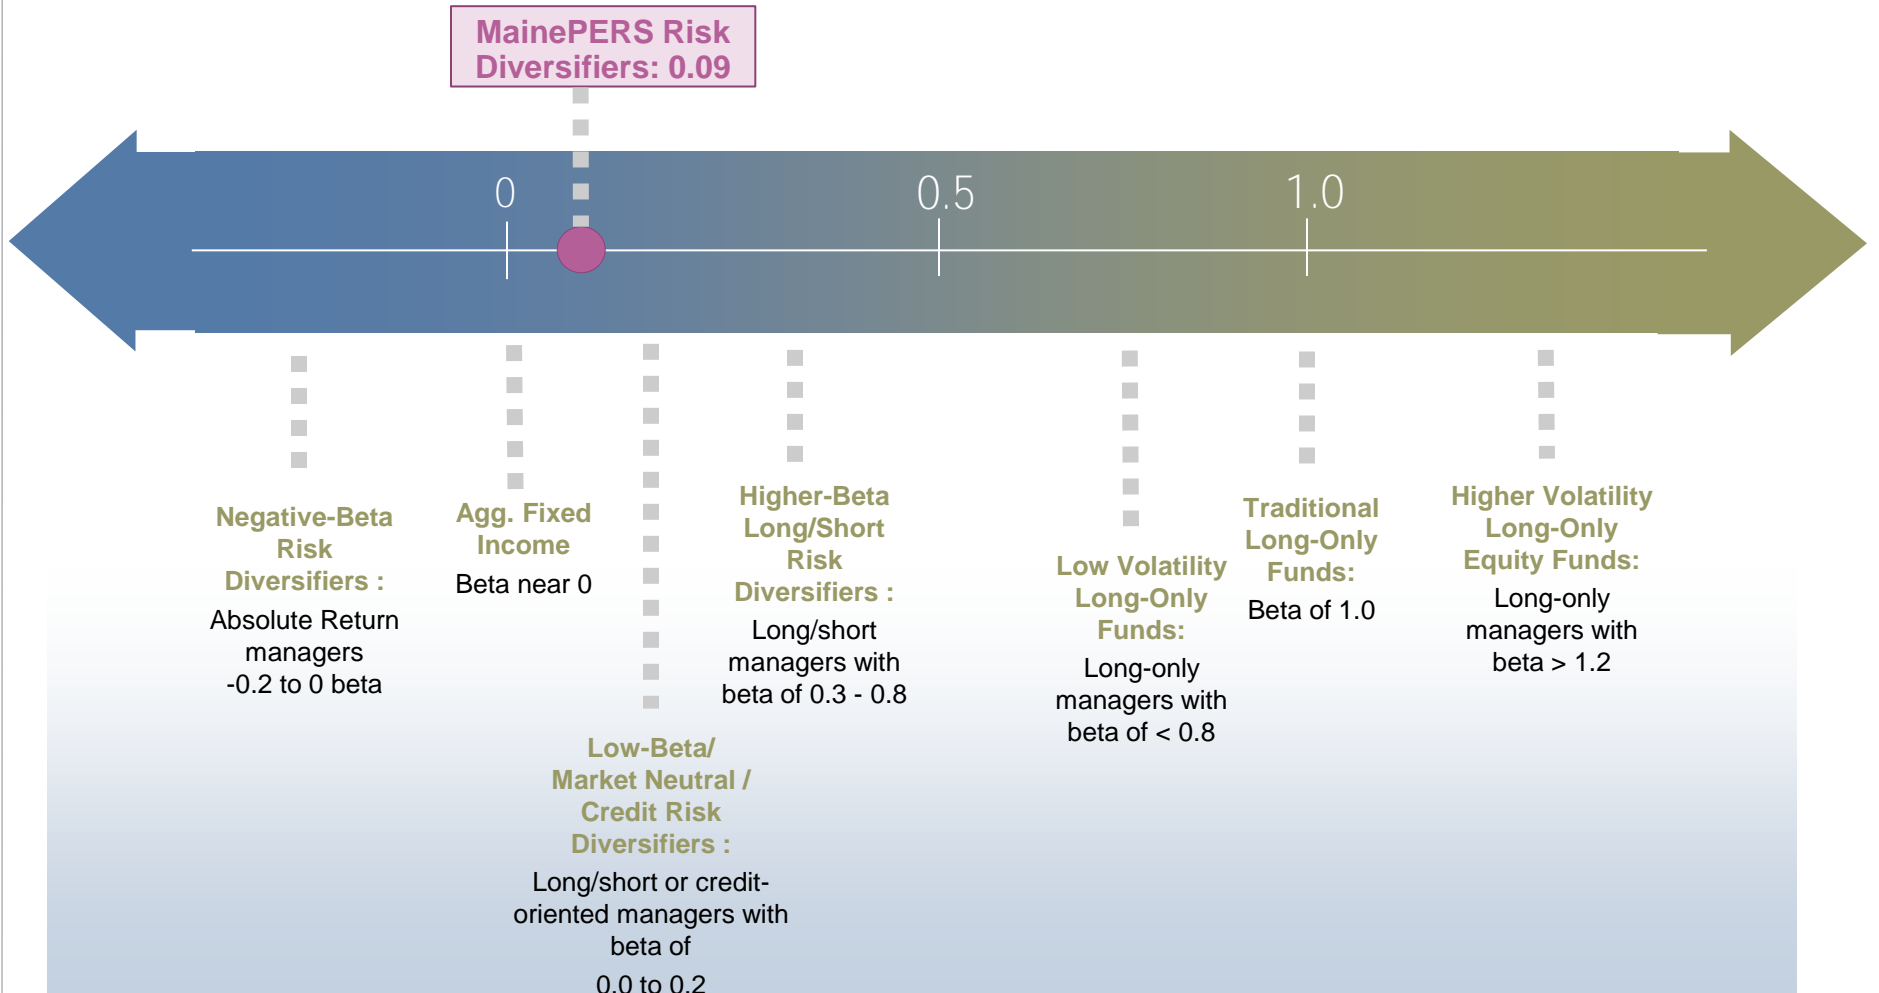 MainePERS Risk
Diversifiers: 0.09
0
0.5
1.0
Negative-Beta
Risk
Diversifiers :
Absolute Return
managers
-0.2 to 0 beta
Agg. Fixed
Income
Beta near 0
Low-Beta/
Market Neutral /
Credit Risk
Diversifiers :
Long/short or credit-
oriented managers with
beta of
0.0 to 0.2
Higher-Beta
Long/Short
Risk
Diversifiers :
Long/short
managers with
beta of 0.3 - 0.8
Low Volatility
Long-Only
Funds:
Long-only
managers with
beta of < 0.8
Traditional
Long-Only
Funds:
Beta of 1.0
Higher Volatility
Long-Only
Equity Funds:
Long-only
managers with
beta > 1.2